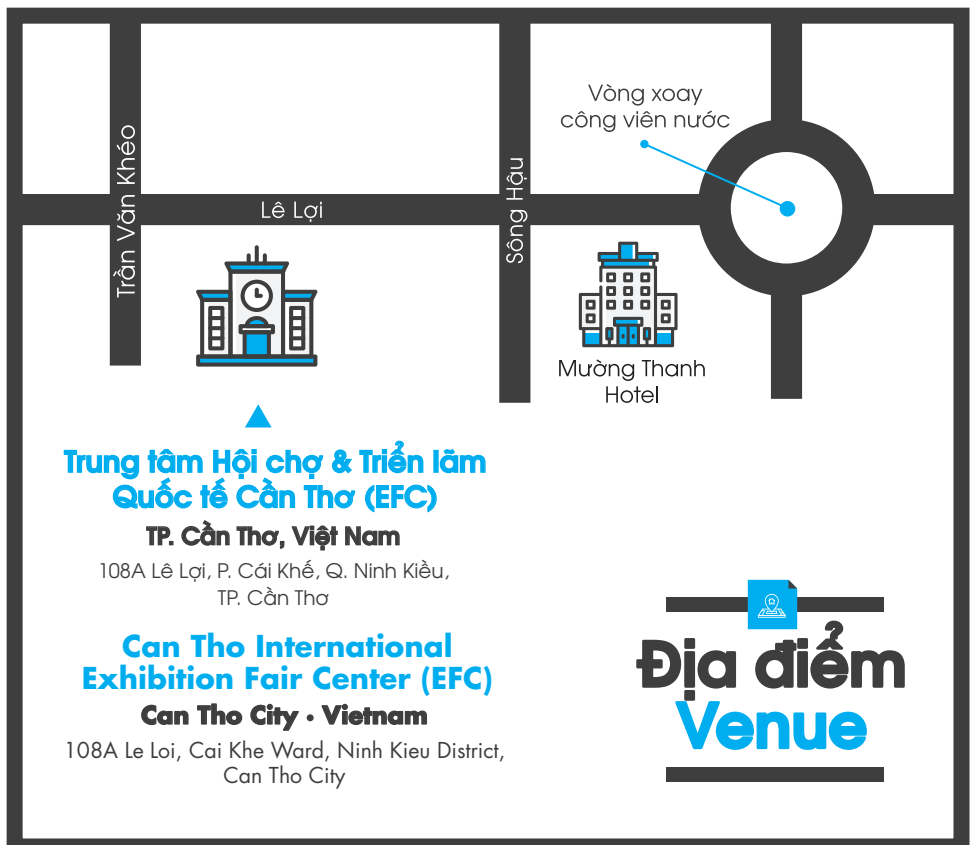 Vòng xoay
công viên nước
Trần Văn Khéo
Lê Lợi
Sông Hậu
Mường Thanh
Hotel
Trung tâm Hội chợ & Triển lãm
Quốc tế Cần Thơ (EFC)
TP. Cần Thơ, Việt Nam
108A Lê Lợi, P. Cái Khế, Q. Ninh Kiều,
TP. Cần Thơ
Can Tho International
Exhibition Fair Center (EFC)
Can Tho City • Vietnam
108A Le Loi, Cai Khe Ward, Ninh Kieu District,
Can Tho City
Địa điểm
Venue